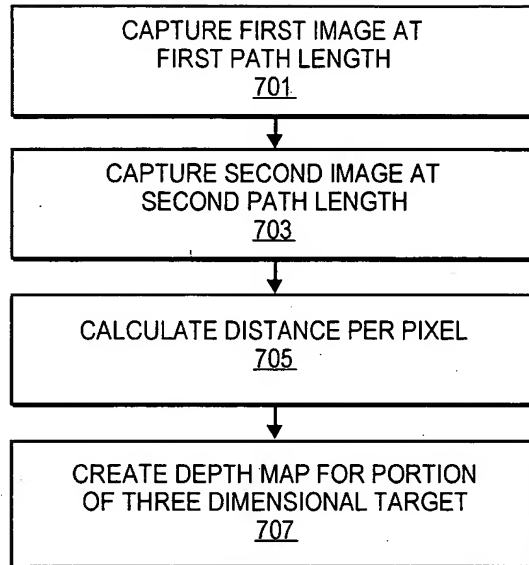 CAPTURE FIRST IMAGE AT
FIRST PATH LENGTH
701
CAPTURE SECOND IMAGE AT
SECOND PATH LENGTH
703
CALCULATE DISTANCE PER PIXEL
705
CREATE DEPTH MAP FOR PORTION
OF THREE DIMENSIONAL TARGET
707